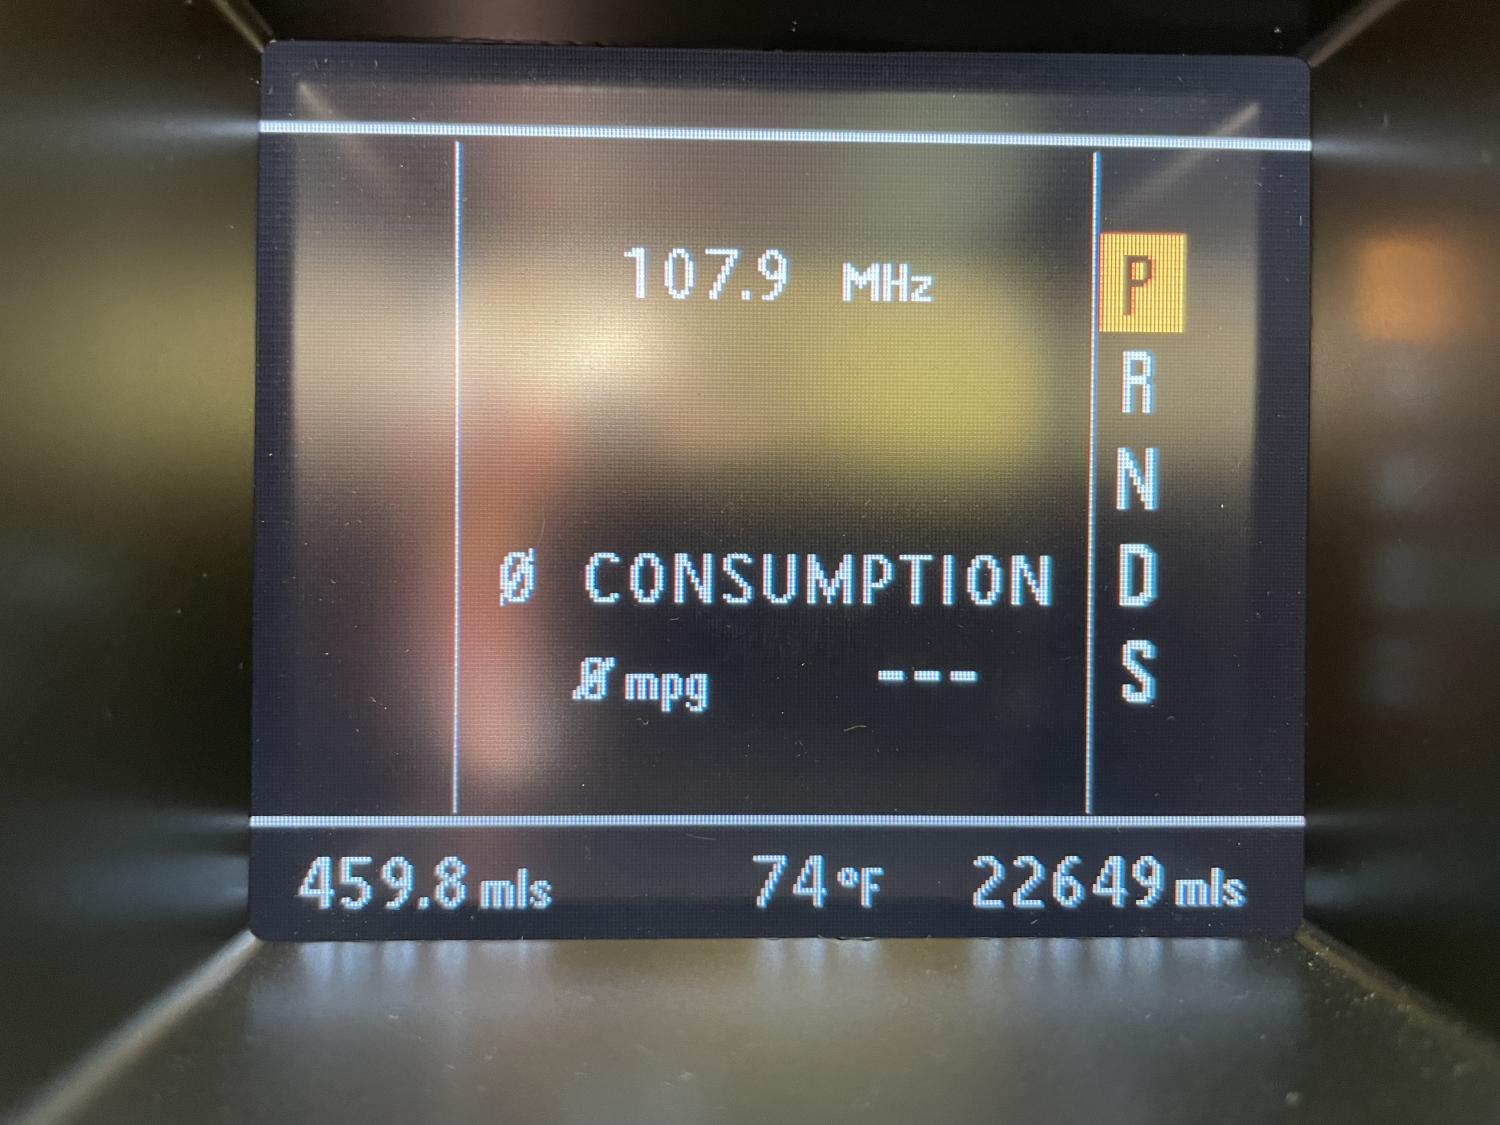 107.9 MHz
P
R
N
D
S
Ø CONSUMPTION
Ø mpg ---
459.8 mls 74°F 22649 mls